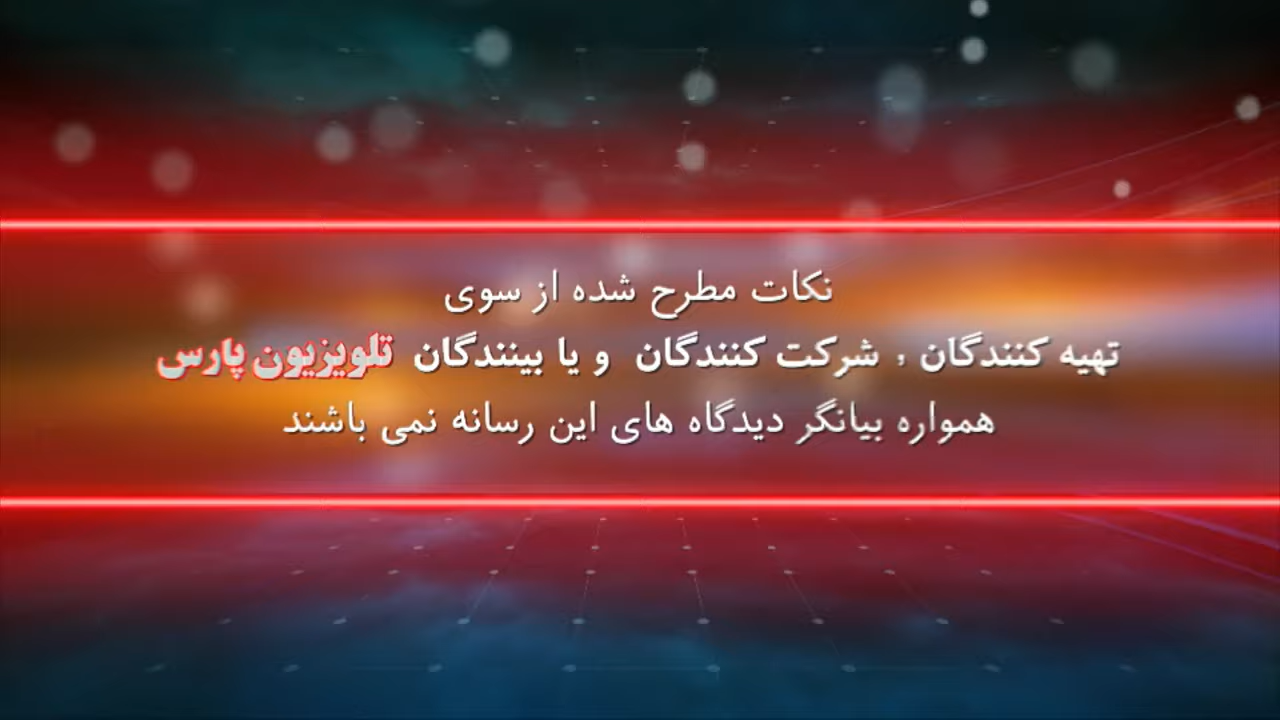 نکات مطرح شده از سوی
تهیه کنندگان , شرکت کنندگان و یا بینندگان تلویزیون پارس
همواره بیانگر دیدگاه های این رسانه نمی باشند